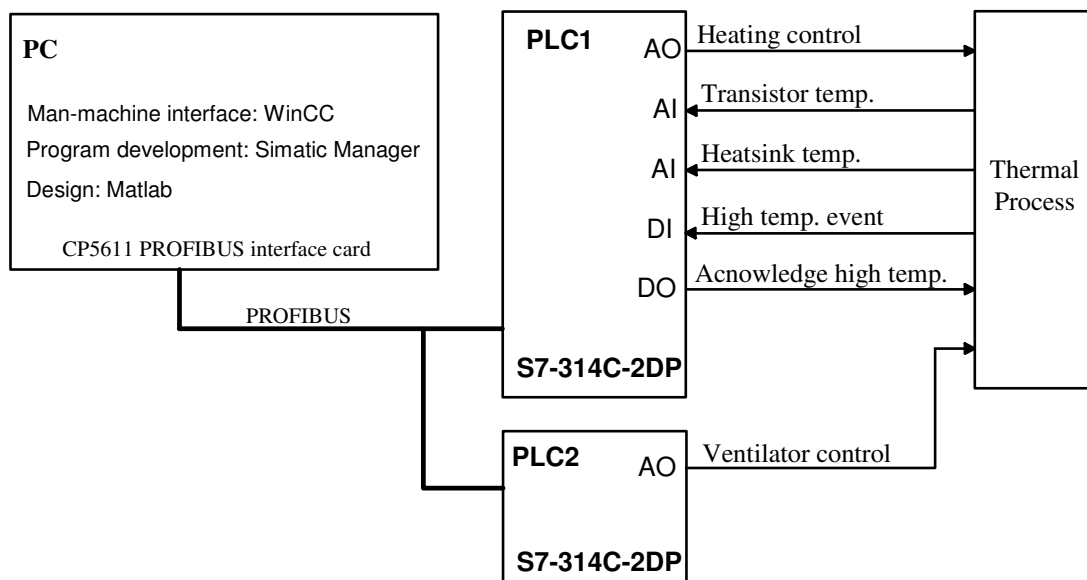 PC
Man-machine interface: WinCC
Program development: Simatic Manager
Design: Matlab
CP5611 PROFIBUS interface card
PROFIBUS
PLC1
AO
AI
AI
DI
DO
S7-314C-2DP
Heating control
Transistor temp.
Heatsink temp.
High temp. event
Acnowledge high temp.
Thermal
Process
PLC2
AO
S7-314C-2DP
Ventilator control